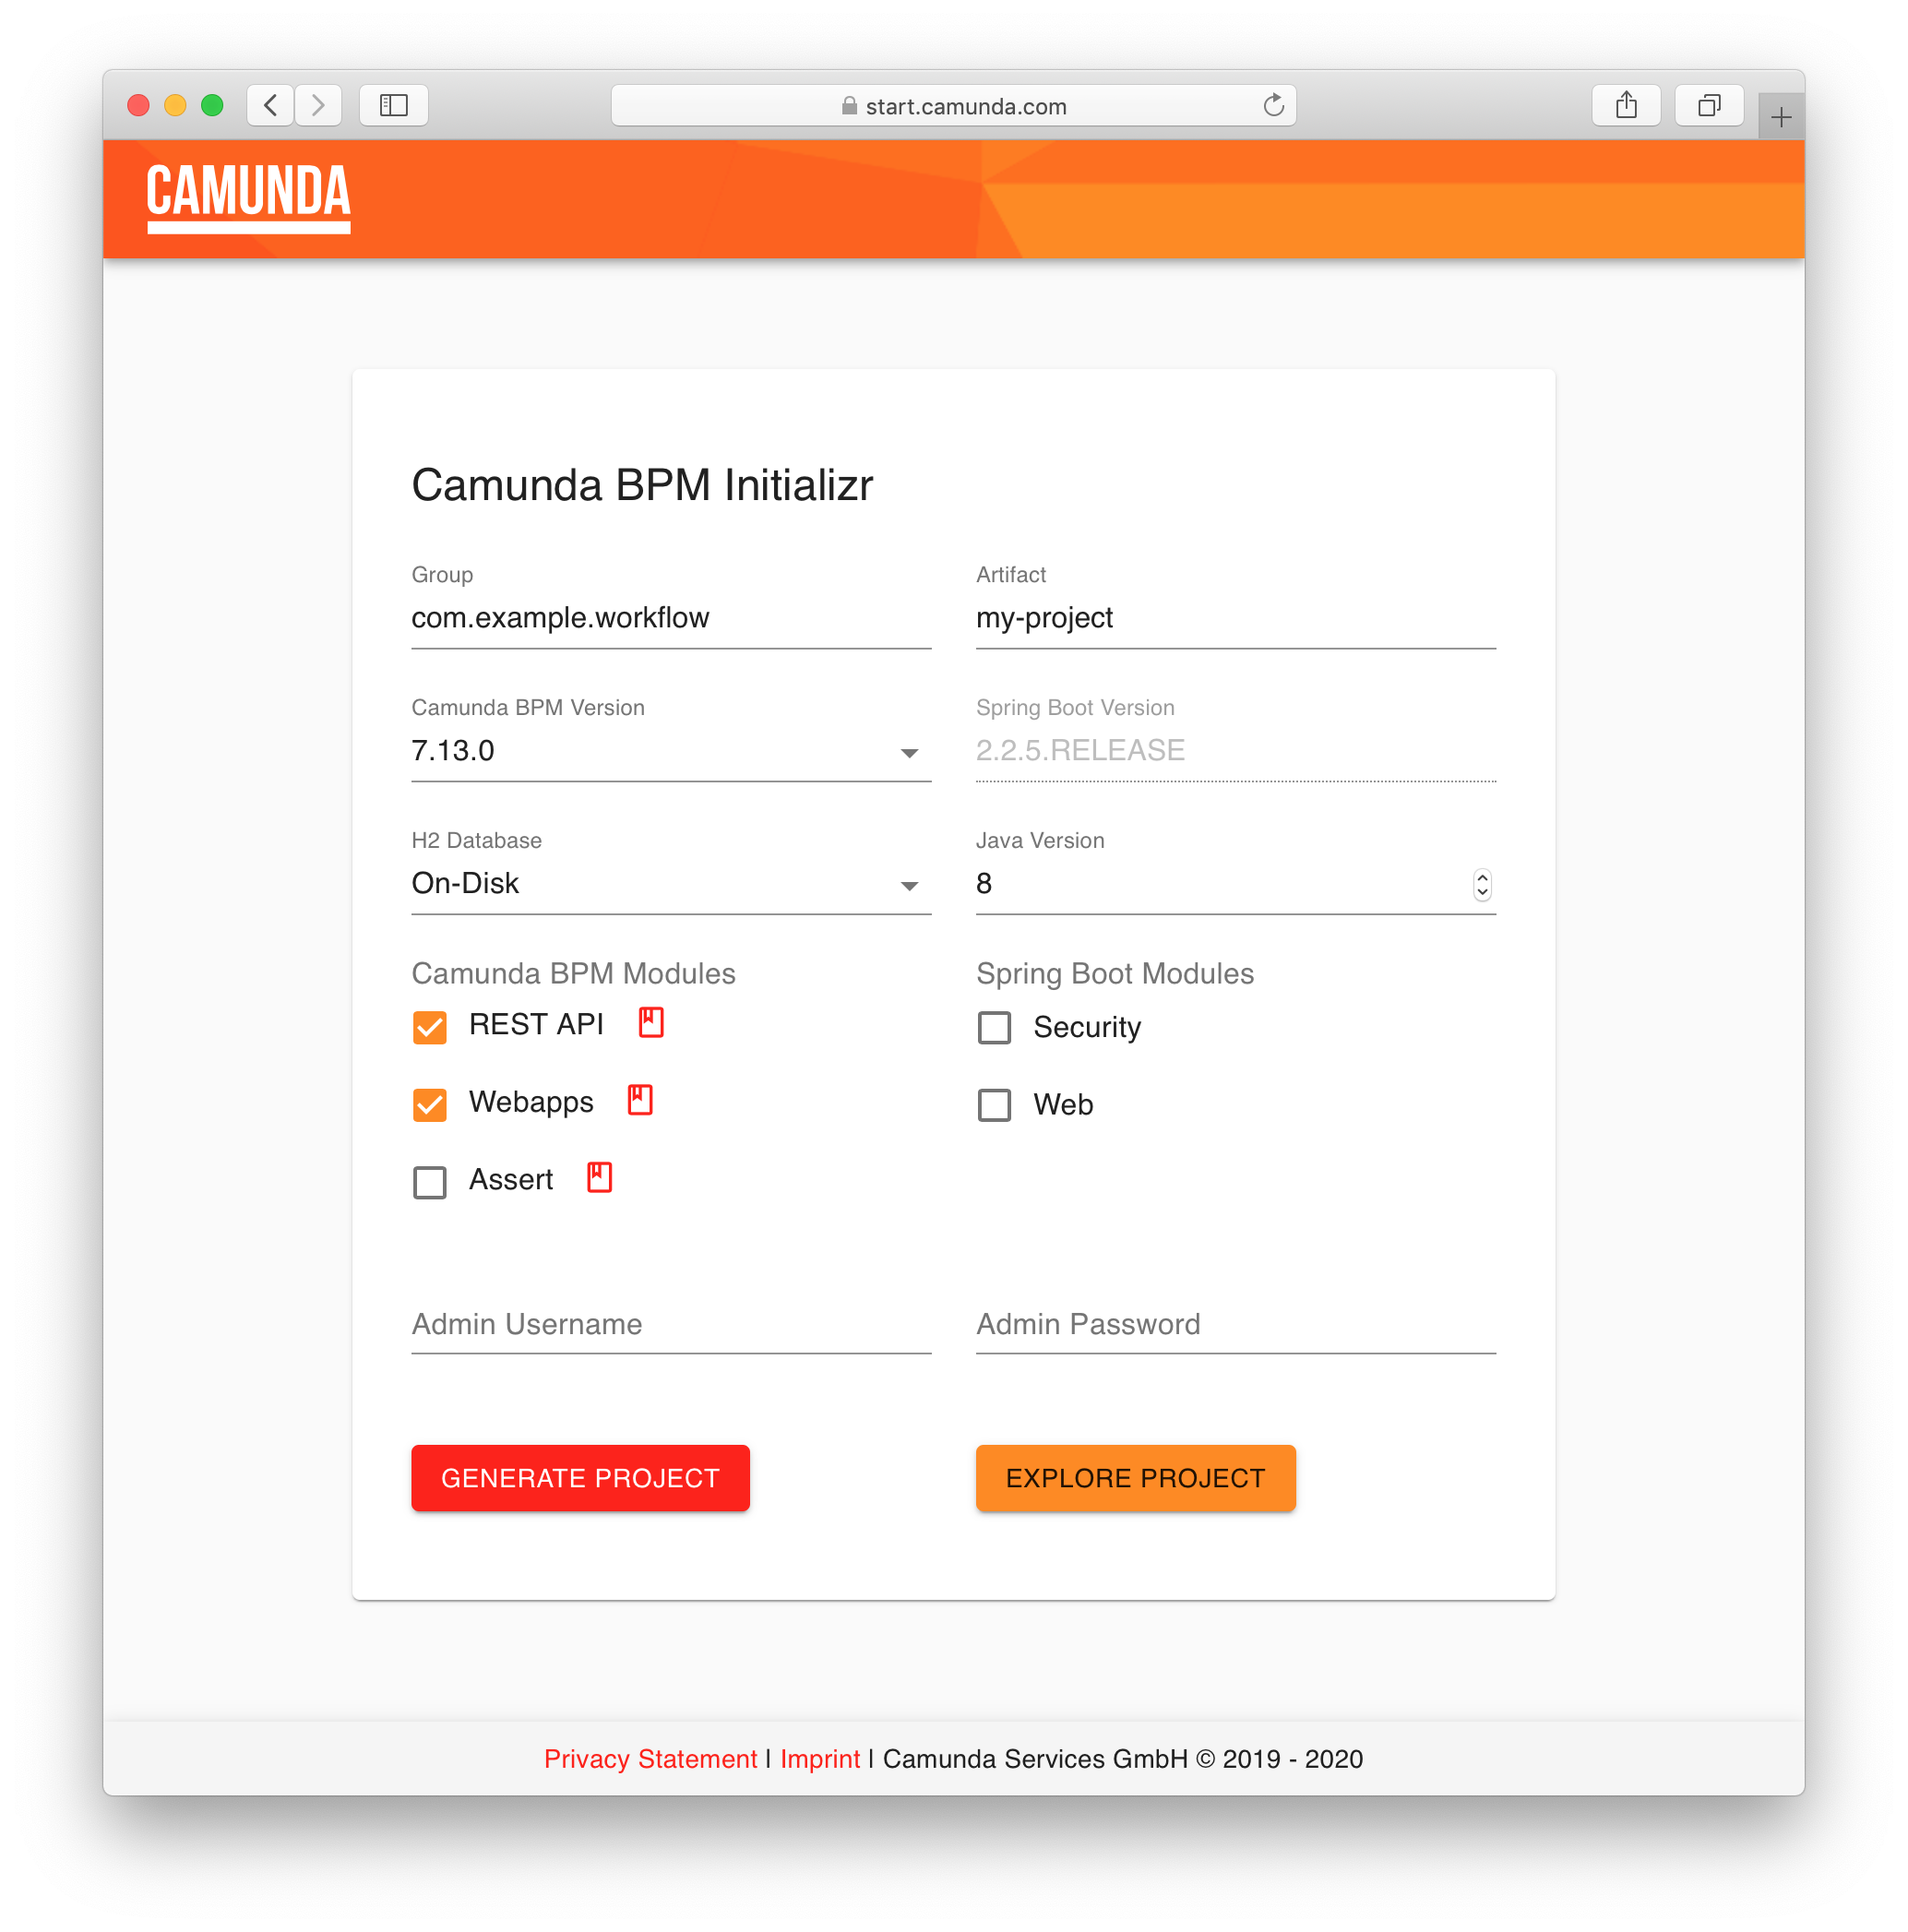 start.camunda.com
CAMUNDA
Camunda BPM Initializr
Group
Artifact
com.example.workflow
my-project
Camunda BPM Version
Spring Boot Version
7.13.0
2.2.5.RELEASE
H2 Database
Java Version
On-Disk
8
Camunda BPM Modules
Spring Boot Modules
REST API
Security
Webapps
Web
Assert
Admin Username
Admin Password
GENERATE PROJECT
EXPLORE PROJECT
Privacy Statement | Imprint | Camunda Services GmbH © 2019 - 2020